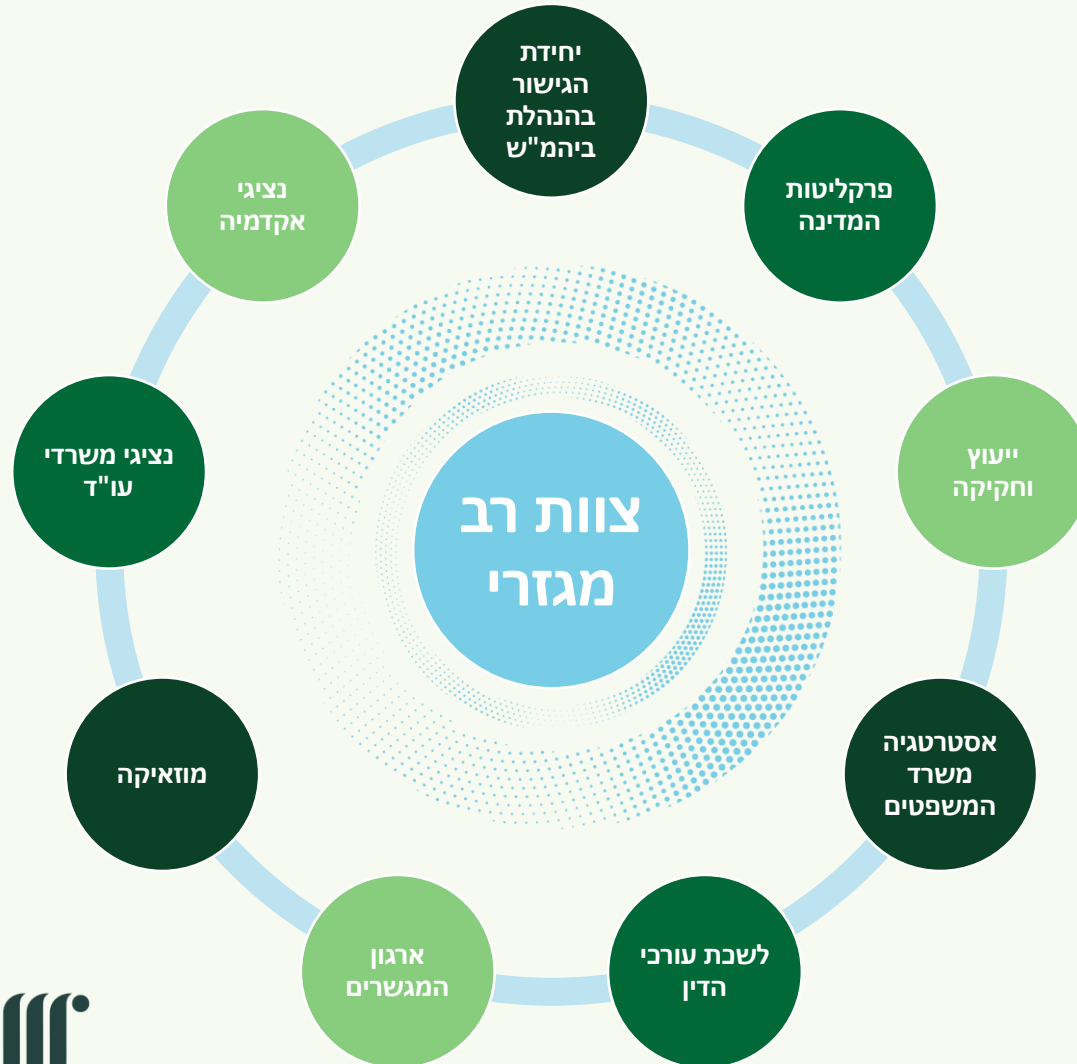 יחידת
הגישור
בהנהלת
ביהמ"ש
פרקליטות
המדינה
ייעוץ
וחקיקה
אסטרטגיה
משרד
המשפטים
לשכת עורכי
הדין
ארגון
המגשרים
מוזאיקה
נציגי משרדי
עו"ד
נציגי
אקדמיה
צוות רב
מגזרי